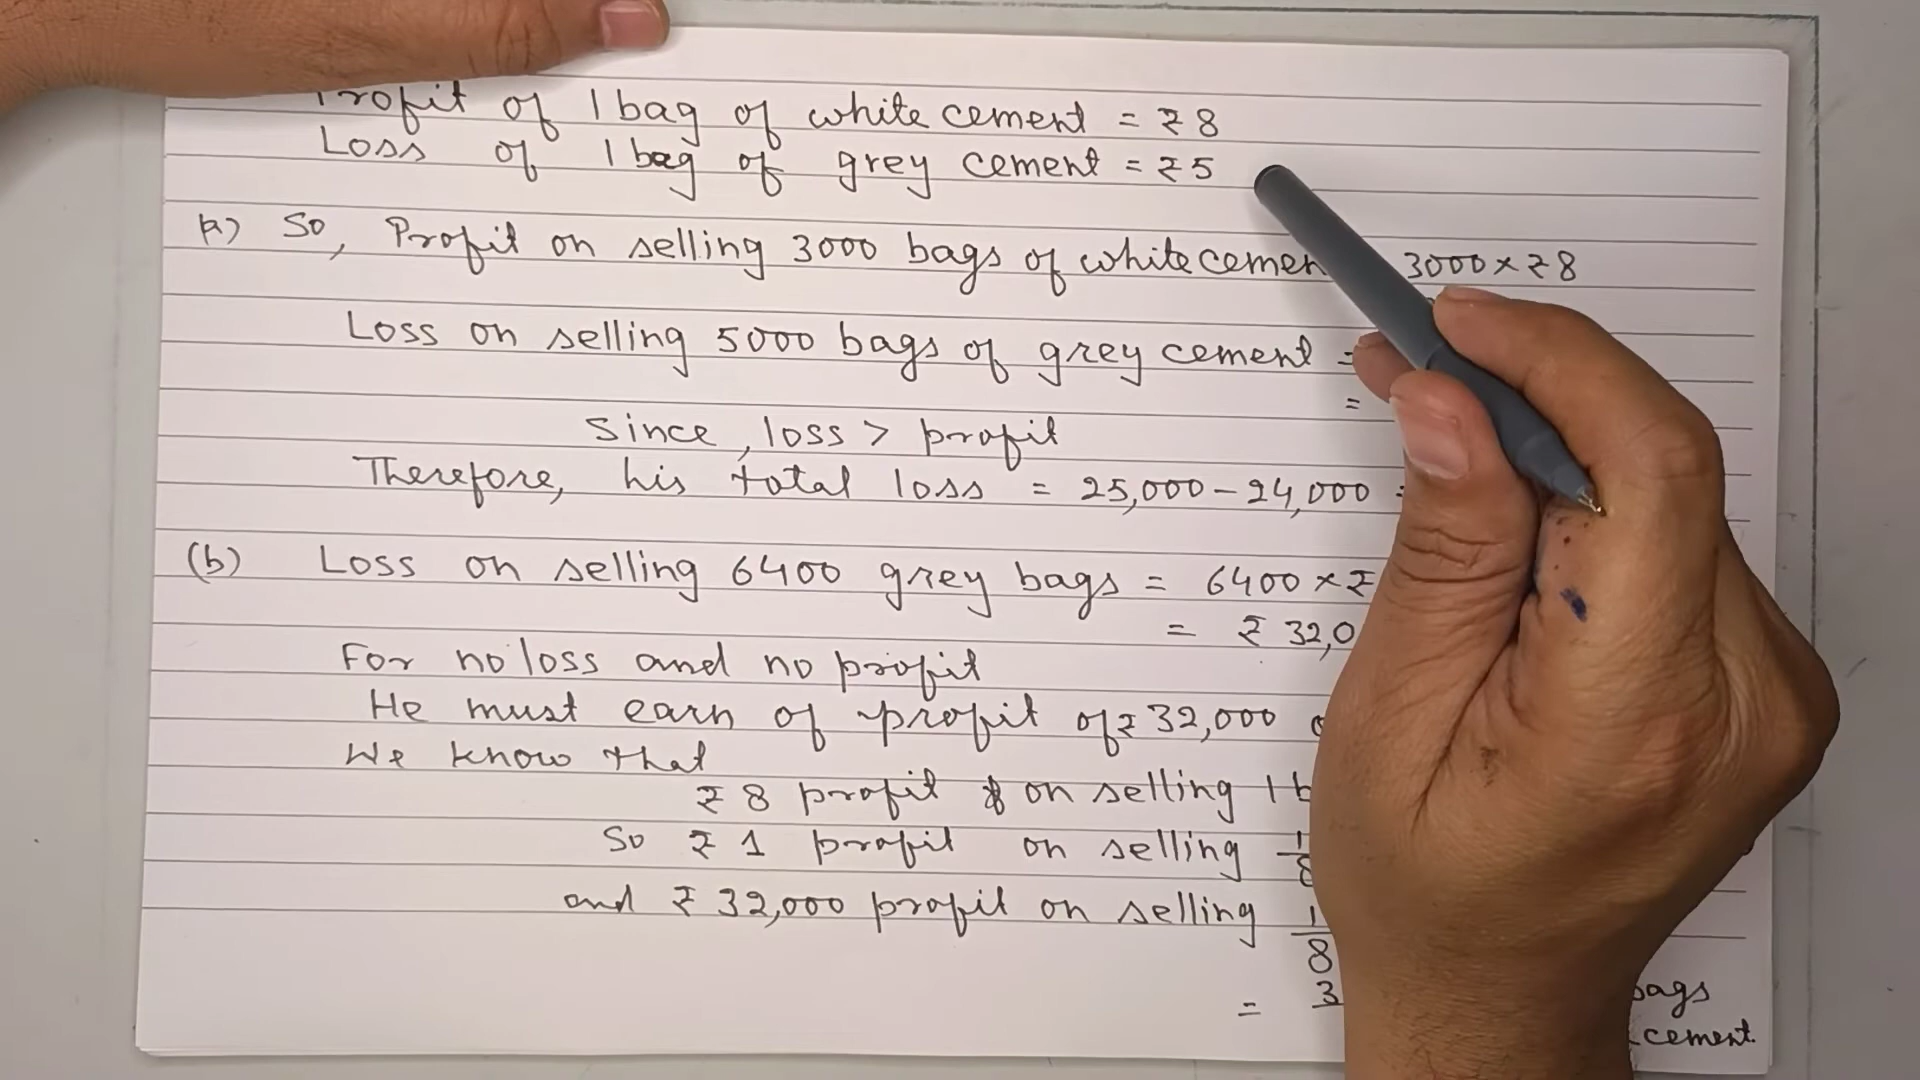 Profit of 1 bag of white cement = ₹8
Loss of 1 bag of grey cement = ₹5
a) So, Profit on selling 3000 bags of white cemen 3000×₹8
Loss on selling 5000 bags of grey cement =
=
Since, loss > profit
Therefore, his total loss = 25,000-24,000 =
(b) Loss on selling 6400 grey bags = 6400×₹
= ₹ 32,0
For no loss and no profit
He must earn of profit of ₹32,000
We know that
₹ 8 profit on selling 1 b
So ₹ 1 profit on selling 1/8
and ₹ 32,000 profit on selling 1/8
= 3 bags
cement.